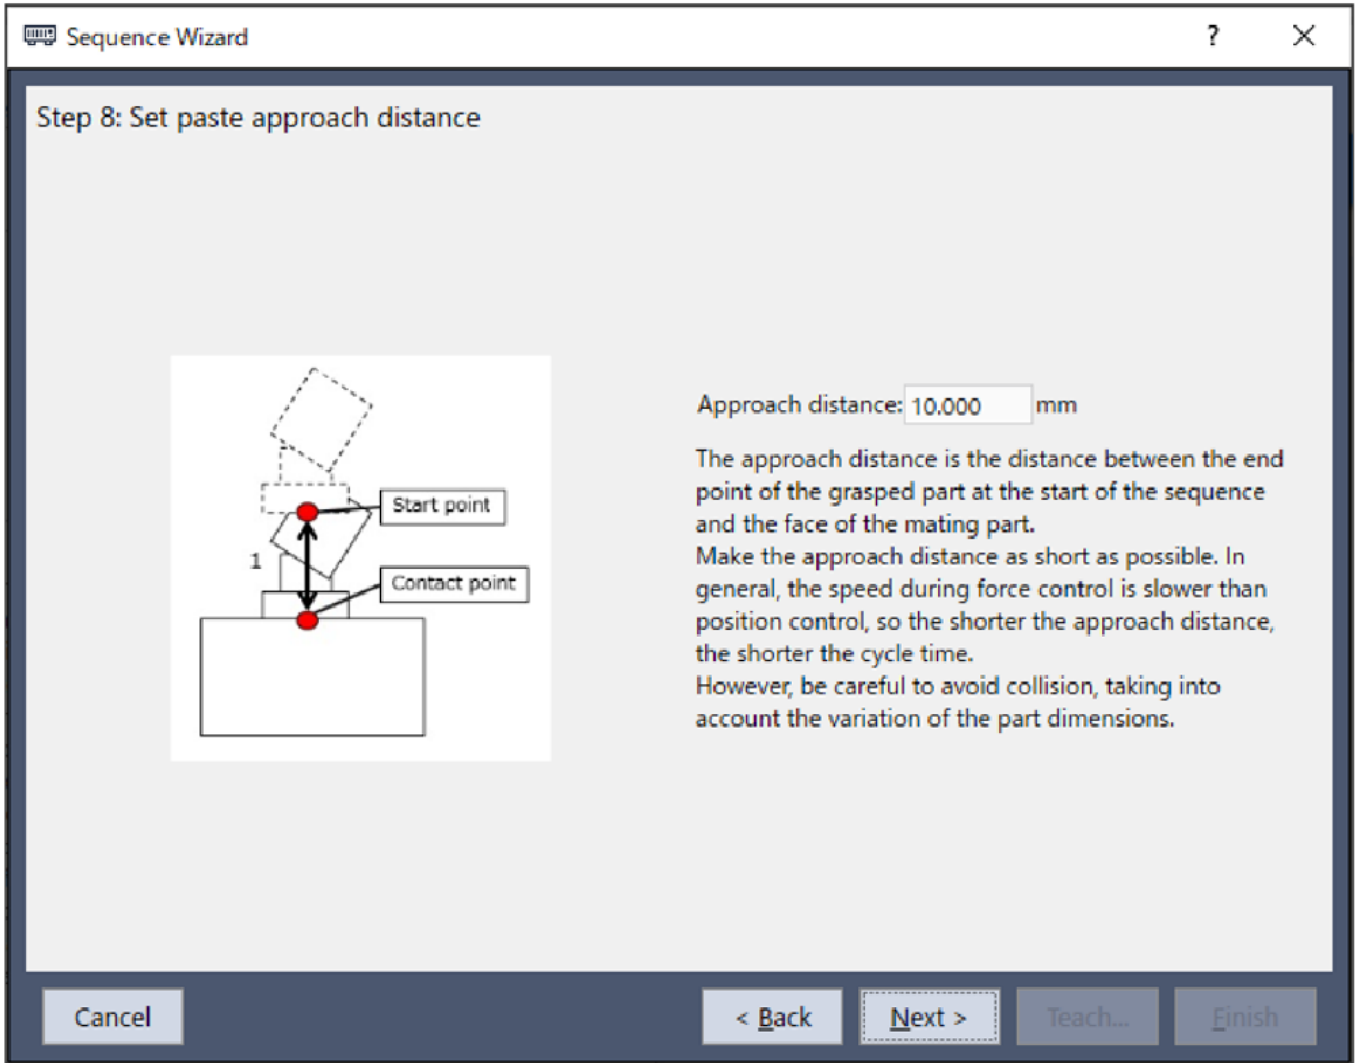 Sequence Wizard
?
Step 8: Set paste approach distance
Start point
1
Contact point
Approach distance: 10.000 mm
The approach distance is the distance between the end
point of the grasped part at the start of the sequence
and the face of the mating part.
Make the approach distance as short as possible. In
general, the speed during force control is slower than
position control, so the shorter the approach distance,
the shorter the cycle time.
However, be careful to avoid collision, taking into
account the variation of the part dimensions.
Cancel
< Back
Next >
Teach...
Finish